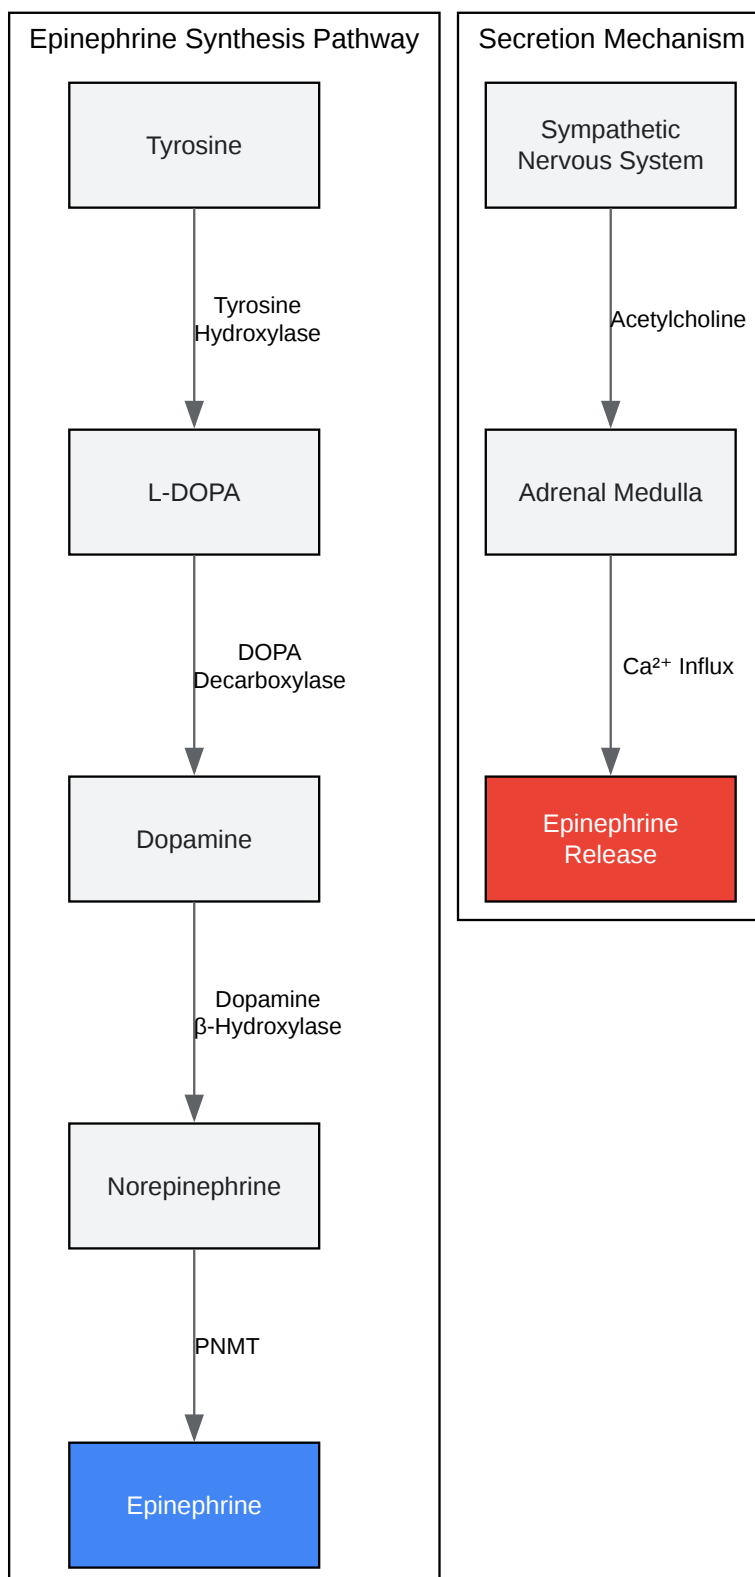 Epinephrine Synthesis Pathway
Tyrosine
Tyrosine
Hydroxylase
L-DOPA
DOPA
Decarboxylase
Dopamine
Dopamine
β-Hydroxylase
Norepinephrine
PNMT
Epinephrine
Secretion Mechanism
Sympathetic
Nervous System
Acetylcholine
Adrenal Medulla
Ca²⁺ Influx
Epinephrine
Release